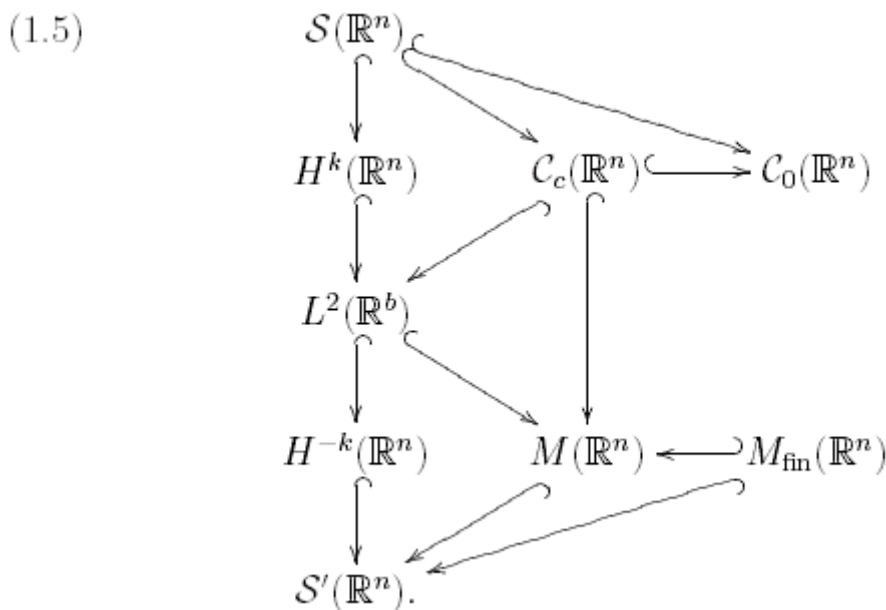 (1.5) 𝒮(ℝⁿ)
Hᵏ(ℝⁿ) 𝒞_c(ℝⁿ) 𝒞₀(ℝⁿ)
L²(ℝᵇ)
H⁻ᵏ(ℝⁿ) M(ℝⁿ) M_fin(ℝⁿ)
𝒮′(ℝⁿ).